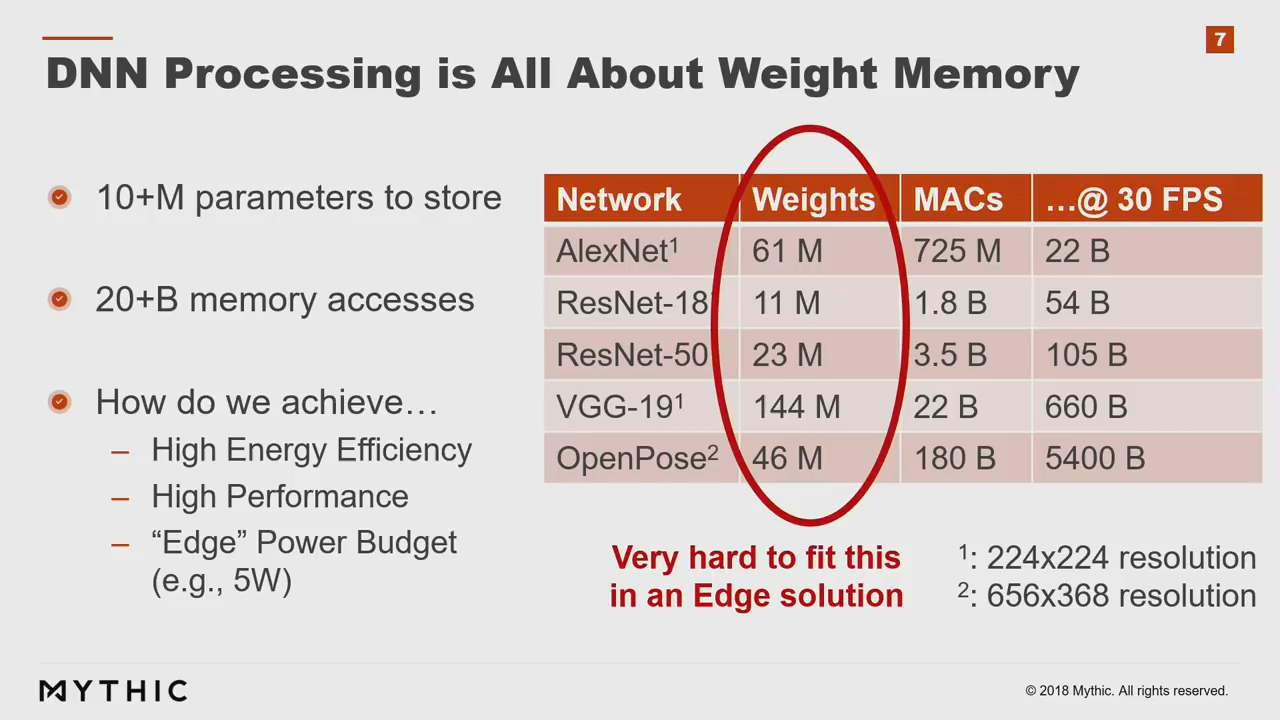 7
DNN Processing is All About Weight Memory
10+M parameters to store
20+B memory accesses
How do we achieve…
– High Energy Efficiency
– High Performance
– “Edge” Power Budget
(e.g., 5W)
Network Weights MACs …@ 30 FPS
AlexNet¹ 61 M 725 M 22 B
ResNet-18 11 M 1.8 B 54 B
ResNet-50 23 M 3.5 B 105 B
VGG-19¹ 144 M 22 B 660 B
OpenPose² 46 M 180 B 5400 B
Very hard to fit this
in an Edge solution
¹: 224x224 resolution
²: 656x368 resolution
MYTHIC
© 2018 Mythic. All rights reserved.